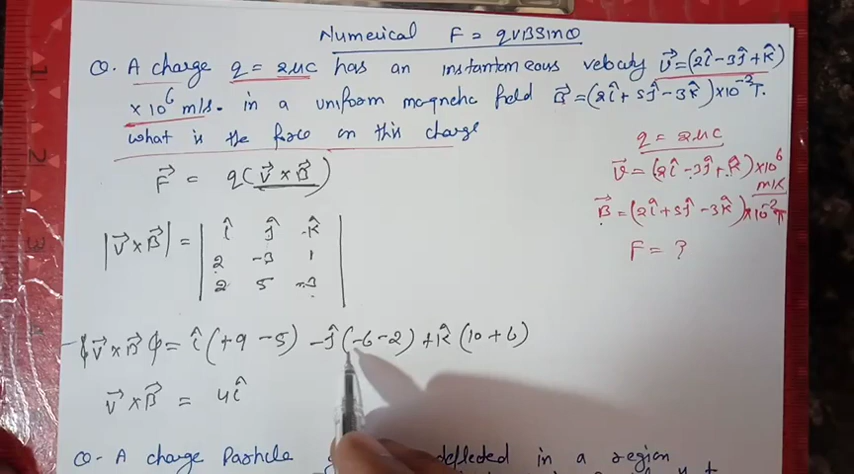 Numerical F = qvBSinθ
Q. A charge q = 2μc has an instantaneous velocity v⃗ = (2î - 3ĵ + k̂)
× 10⁶ m/s. in a uniform magnetic field B⃗ = (2î + 5ĵ - 3k̂) × 10⁻² T.
what is the force on this charge
q = 2μc
v⃗ = (2î - 3ĵ + k̂) × 10⁶
m/s
B⃗ = (2î + 5ĵ - 3k̂) × 10⁻² T
F = ?
F⃗ = q(v⃗ × B⃗)
|v⃗ × B⃗| = | î ĵ k̂
2 -3 1
2 5 -3 |
v⃗ × B⃗ = î(+9 - 5) - ĵ(-6 - 2) + k̂(10 + 6)
v⃗ × B⃗ = 4î
Q- A charge Particle deflected in a region